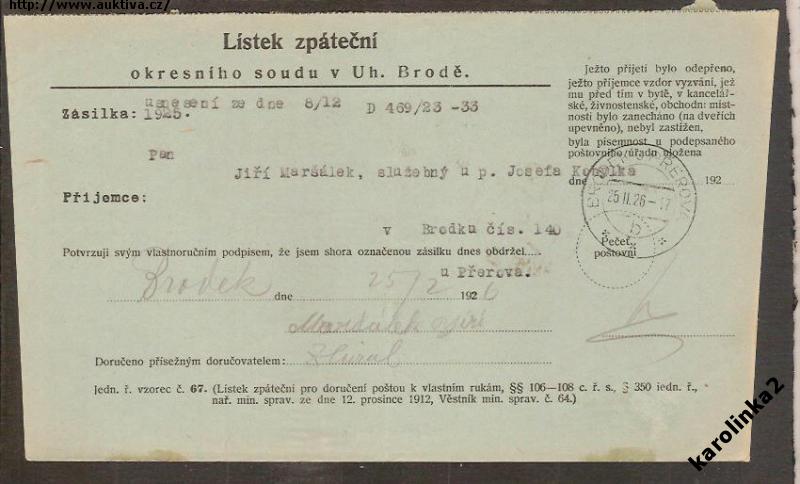 http://www.auktiva.cz/
Lístek zpáteční
okresního soudu v Uh. Brodě.
Zásilka: usnesení ze dne 8/12 D 469/23 -33
1925.
Pan
Jiří Maršálek, služebný u p. Josefa Kobylka
Příjemce:
v Brodku čís. 140
Potvrzuji svým vlastnoručním podpisem, že jsem shora označenou zásilku dnes obdržel....
u Přerova.
Brodek dne 25/2 1926
Maršálek Jiří
Doručeno přísežným doručovatelem:
Jedn. ř. vzorec č. 67. (Lístek zpáteční pro doručení poštou k vlastním rukám, §§ 106—108 c. ř. s., § 350 jedn. ř.,
nař. min. sprav. ze dne 12. prosince 1912, Věstník min. sprav. č. 64.)
Ježto přijetí bylo odepřeno,
ježto příjemce vzdor vyzvání, jež
mu před tím v bytě, v kancelář-
ské, živnostenské, obchodní míst-
nosti bylo zanecháno (na dveřích
upevněno), nebyl zastižen,
byla písemnost u podepsaného
poštovního úřadu uložena
dne 192
25 II. 26 - 17
Pečeť
poštovní
karolinka2